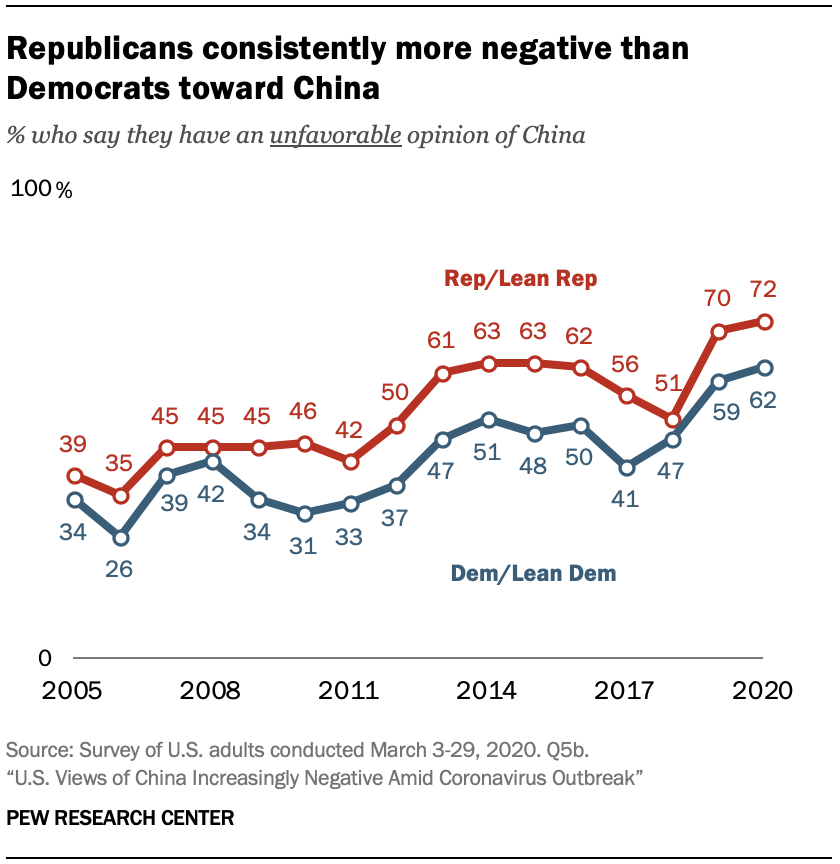 Republicans consistently more negative than
Democrats toward China
% who say they have an unfavorable opinion of China
100 %
Rep/Lean Rep
39 35 45 45 45 46 42 50 61 63 63 62 56 51 70 72
34 26 39 42 34 31 33 37 47 51 48 50 41 47 59 62
Dem/Lean Dem
0
2005 2008 2011 2014 2017 2020
Source: Survey of U.S. adults conducted March 3-29, 2020. Q5b.
“U.S. Views of China Increasingly Negative Amid Coronavirus Outbreak”
PEW RESEARCH CENTER